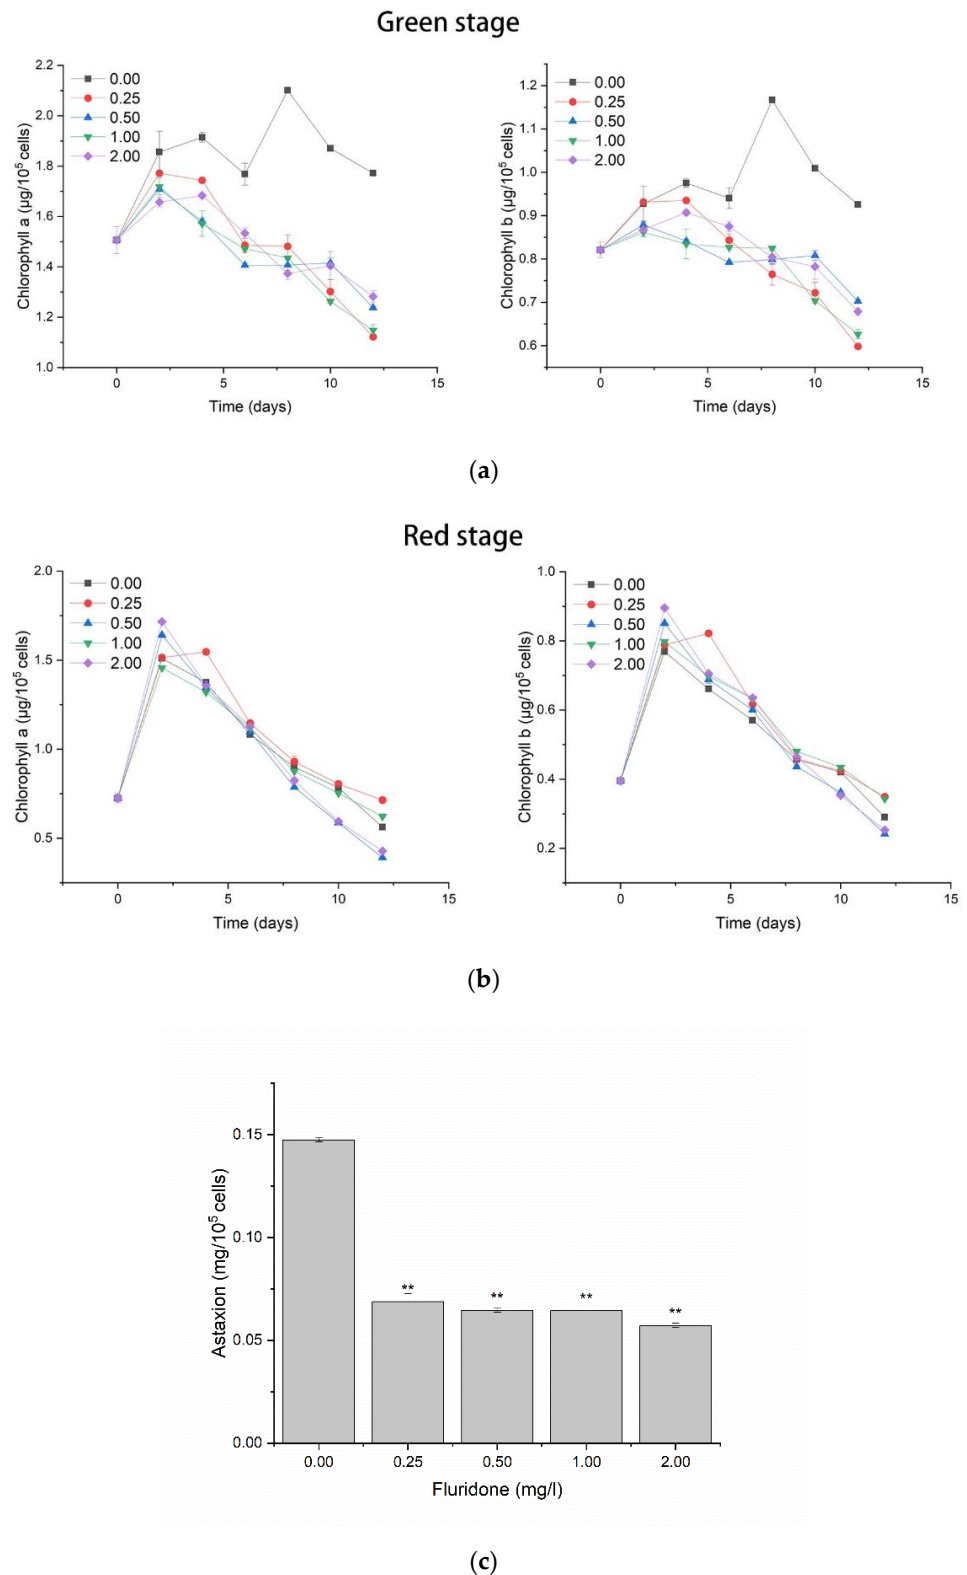 Green stage
2.2
2.0
1.8
1.6
1.4
1.2
1.0
Chlorophyll a (μg/10⁵ cells)
0.00
0.25
0.50
1.00
2.00
0 5 10 15
Time (days)
1.2
1.0
0.8
0.7
0.6
Chlorophyll b (μg/10⁵ cells)
0.00
0.25
0.50
1.00
2.00
0 5 10 15
Time (days)
(a)
Red stage
2.0
1.5
1.0
0.5
Chlorophyll a (μg/10⁵ cells)
0.00
0.25
0.50
1.00
2.00
0 5 10 15
Time (days)
1.0
0.8
0.6
0.4
0.2
Chlorophyll b (μg/10⁵ cells)
0.00
0.25
0.50
1.00
2.00
0 5 10 15
Time (days)
(b)
0.15
0.10
0.05
0.00
Astaxion (mg/10⁵ cells)
** ** ** **
0.00 0.25 0.50 1.00 2.00
Fluridone (mg/l)
(c)